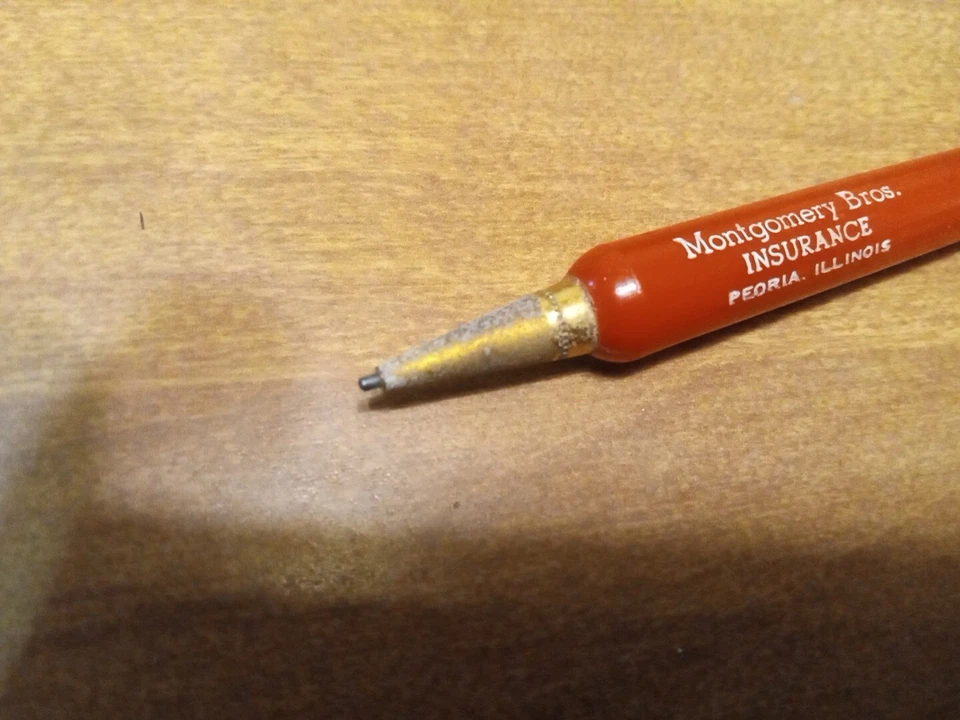 Montgomery Bros.
INSURANCE
PEORIA. ILLINOIS